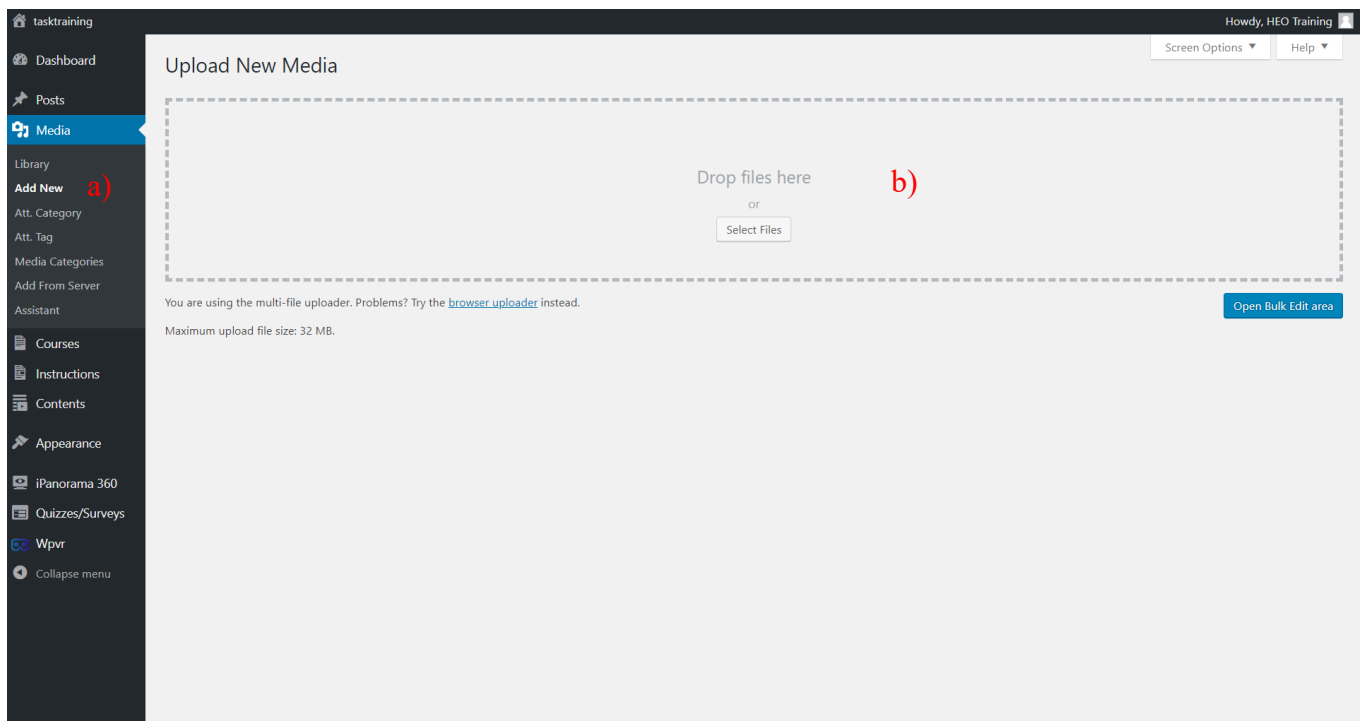 tasktraining
Howdy, HEO Training
Screen Options ▼
Help ▼
Dashboard
Posts
Media
Library
Add New
a)
Att. Category
Att. Tag
Media Categories
Add From Server
Assistant
Courses
Instructions
Contents
Appearance
iPanorama 360
Quizzes/Surveys
Wpvr
Collapse menu
Upload New Media
Drop files here
b)
or
Select Files
You are using the multi-file uploader. Problems? Try the browser uploader instead.
Open Bulk Edit area
Maximum upload file size: 32 MB.